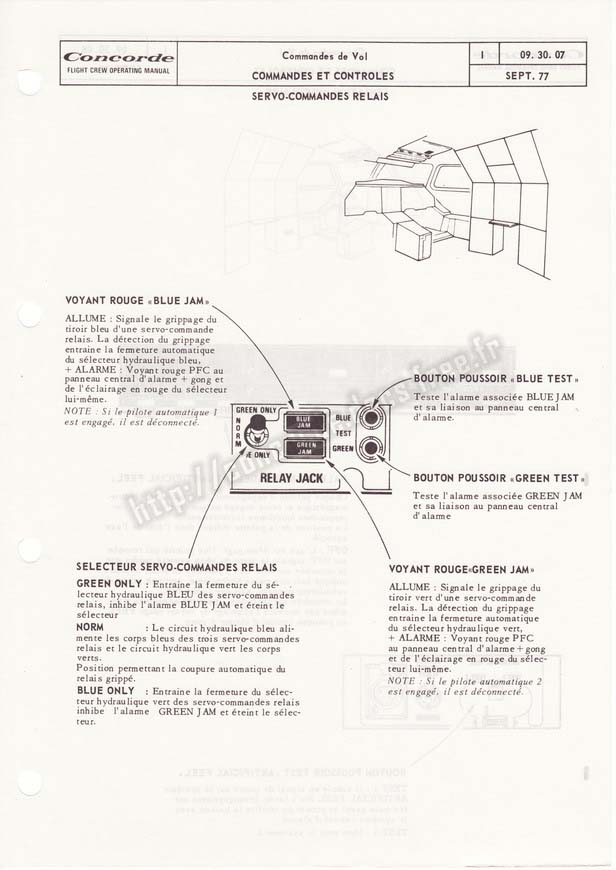 Concorde
FLIGHT CREW OPERATING MANUAL
Commandes de Vol
COMMANDES ET CONTROLES
I
09. 30. 07
SEPT. 77
SERVO-COMMANDES RELAIS
VOYANT ROUGE «BLUE JAM»
ALLUME : Signale le grippage du
tiroir bleu d'une servo-commande
relais. La détection du grippage
entraine la fermeture automatique
du sélecteur hydraulique bleu,
+ ALARME : Voyant rouge PFC au
panneau central d'alarme + gong et
de l'éclairage en rouge du sélecteur
lui-même.
NOTE : Si le pilote automatique 1
est engagé, il est déconnecté.
GREEN ONLY
NORM
BLUE
JAM
GREEN
JAM
BLUE
TEST
GREEN
E ONLY
RELAY JACK
BOUTON POUSSOIR «BLUE TEST»
Teste l'alarme associée BLUE JAM
et sa liaison au panneau central
d'alarme.
BOUTON POUSSOIR «GREEN TEST»
Teste l'alarme associée GREEN JAM
et sa liaison au panneau central
d'alarme
SELECTEUR SERVO-COMMANDES RELAIS
GREEN ONLY : Entraine la fermeture du sé-
lecteur hydraulique BLEU des servo-commandes
relais, inhibe l'alarme BLUE JAM et éteint le
sélecteur
NORM : Le circuit hydraulique bleu ali-
mente les corps bleus des trois servo-commandes
relais et le circuit hydraulique vert les corps
verts.
Position permettant la coupure automatique du
relais grippé.
BLUE ONLY : Entraine la fermeture du sélec-
teur hydraulique vert des servo-commandes relais
inhibe l'alarme GREEN JAM et éteint le sélec-
teur.
VOYANT ROUGE«GREEN JAM»
ALLUME : Signale le grippage du
tiroir vert d'une servo-commande
relais. La détection du grippage
entraine la fermeture automatique
du sélecteur hydraulique vert,
+ ALARME : Voyant rouge PFC
au panneau central d'alarme + gong
et de l'éclairage en rouge du sélec-
teur lui-même.
NOTE : Si le pilote automatique 2
est engagé, il est déconnecté.